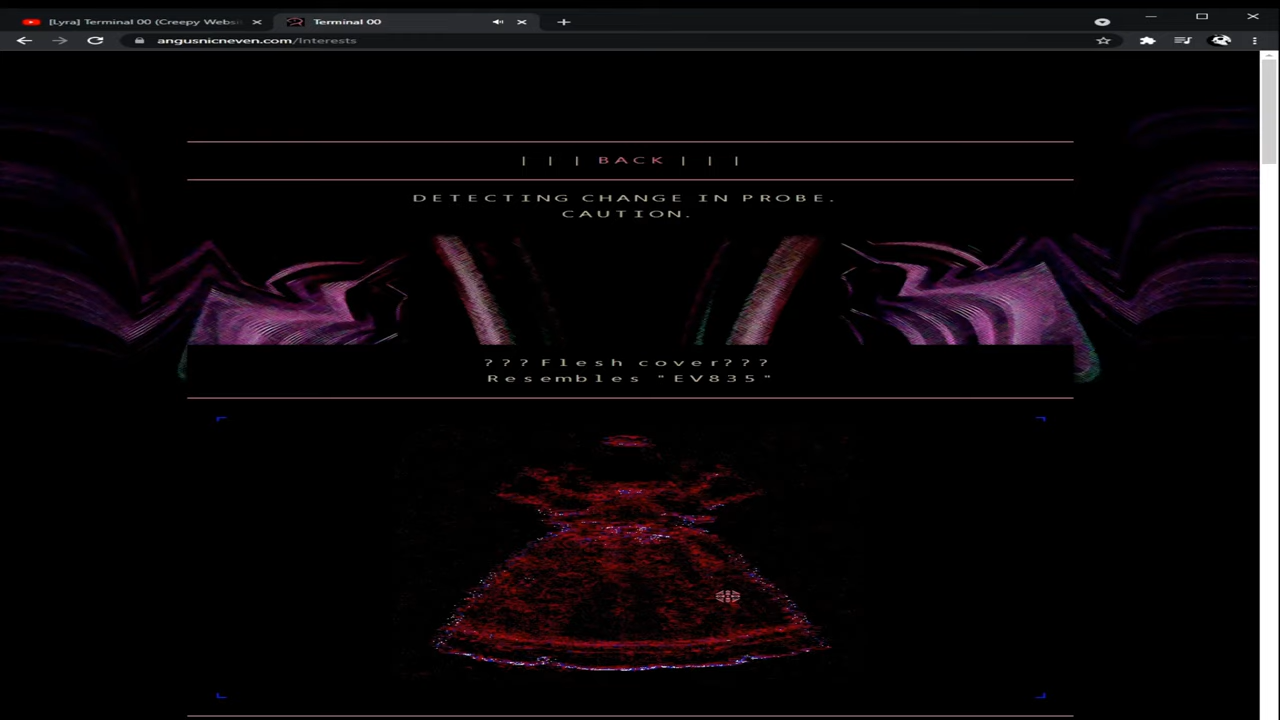 [Lyra] Terminal 00 (Creepy Websi
Terminal 00
angusnicneven.com/Interests
| | | BACK | | |
DETECTING CHANGE IN PROBE.
CAUTION.
???Flesh cover???
Resembles "EV835"